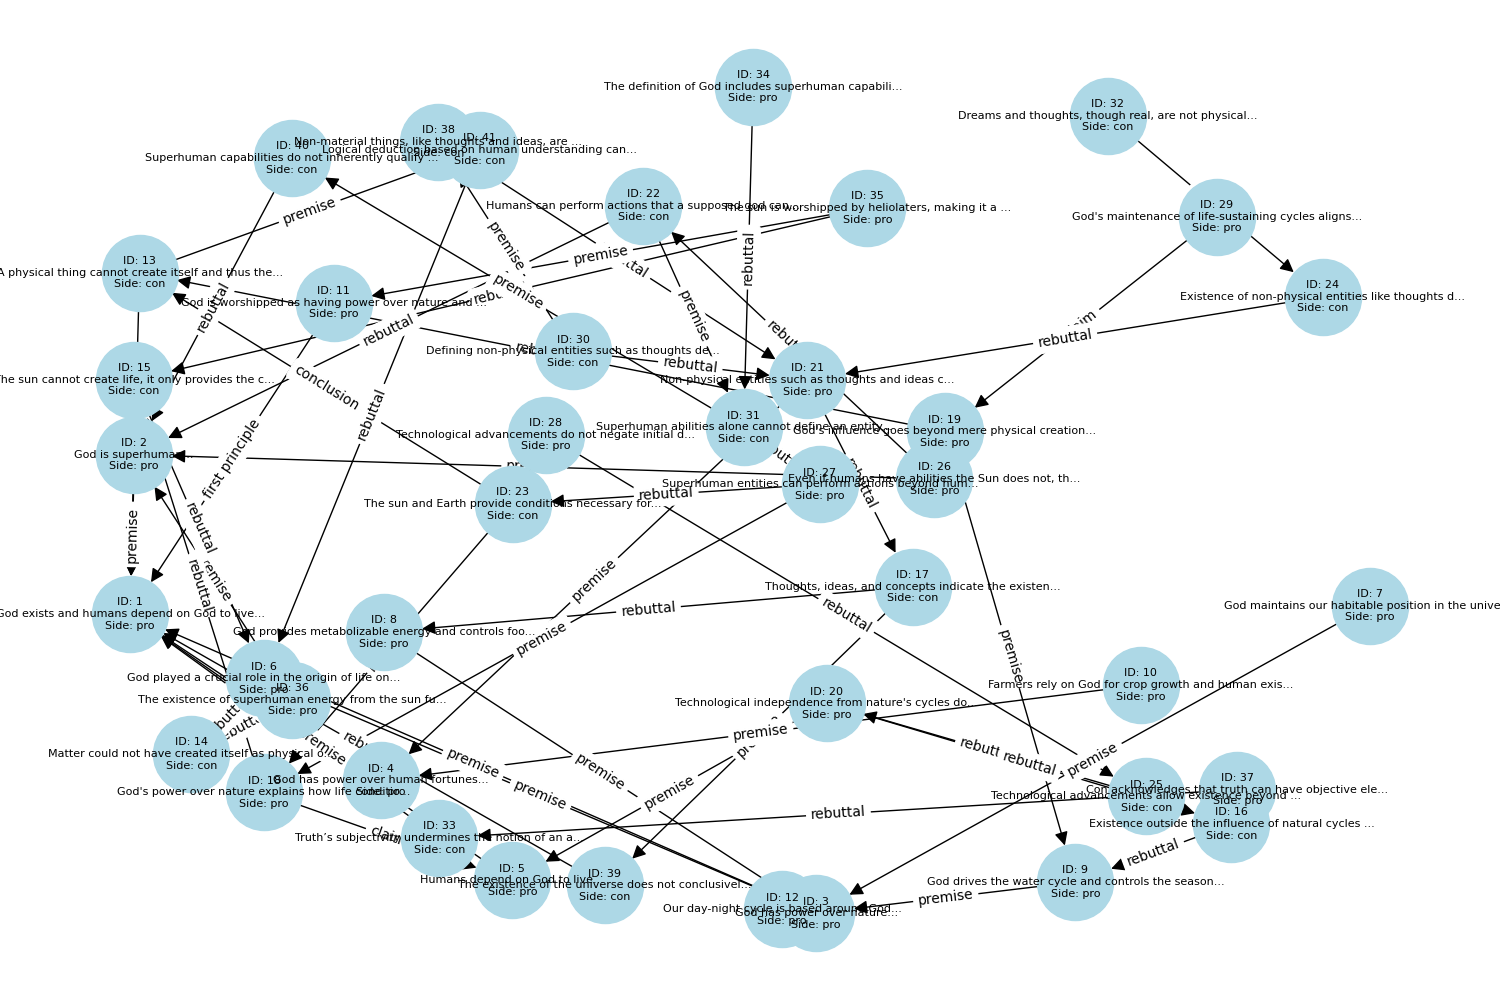 ID: 34
The definition of God includes superhuman capabili...
Side: pro
ID: 32
Dreams and thoughts, though real, are not physical...
Side: con
ID: 38
Non-material things, like thoughts and ideas, are ...
Side: con
ID: 41
Logical deduction based on human understanding can...
Side: con
ID: 40
Superhuman capabilities do not inherently qualify ...
Side: con
ID: 22
Humans can perform actions that a supposed god can...
Side: con
ID: 35
The sun is worshipped by heliolaters, making it a ...
Side: pro
ID: 29
God's maintenance of life-sustaining cycles aligns...
Side: pro
premise
ID: 13
A physical thing cannot create itself and thus the...
Side: con
premise
rebuttal
premise
ID: 24
Existence of non-physical entities like thoughts d...
Side: con
ID: 11
God is worshipped as having power over nature and ...
Side: pro
premise
rebuttal
premise
rebuttal
rebuttal
ID: 30
Defining non-physical entities such as thoughts de...
Side: con
rebuttal
rebuttal
ID: 15
The sun cannot create life, it only provides the c...
Side: con
conclusion
ID: 21
Non-physical entities such as thoughts and ideas c...
Side: pro
rebuttal
ID: 31
Superhuman abilities alone cannot define an entity...
Side: con
ID: 19
God's influence goes beyond mere physical creation...
Side: pro
ID: 28
Technological advancements do not negate initial d...
Side: pro
ID: 2
God is superhuman...
Side: pro
first principle
ID: 27
Superhuman entities can perform actions beyond hum...
Side: pro
ID: 26
Even if humans have abilities the Sun does not, th...
Side: pro
rebuttal
ID: 23
The sun and Earth provide conditions necessary for...
Side: con
rebuttal
premise
rebuttal
premise
ID: 17
Thoughts, ideas, and concepts indicate the existen...
Side: con
rebuttal
rebuttal
rebuttal
ID: 1
God exists and humans depend on God to live...
Side: pro
ID: 7
God maintains our habitable position in the unive
Side: pro
ID: 8
God provides metabolizable energy and controls foo...
Side: pro
premise
premise
ID: 6
God played a crucial role in the origin of life on...
Side: pro
ID: 36
The existence of superhuman energy from the sun fu...
Side: pro
ID: 10
Farmers rely on God for crop growth and human exis...
Side: pro
ID: 20
Technological independence from nature's cycles do...
Side: pro
premise
ID: 14
Matter could not have created itself as physical
Side: con
premise
premise
premise
premise
rebuttal
premise
ID: 4
God has power over human fortunes...
Side: pro
God's power over nature explains how life conditio...
Side: pro
premise
ID: 25
Technological advancements allow existence beyond ...
Side: con
ID: 37
Con acknowledges that truth can have objective ele...
Side: pro
ID: 16
Existence outside the influence of natural cycles ...
Side: con
rebuttal
claim
ID: 33
Truth’s subjectivity undermines the notion of an a...
Side: con
rebuttal
ID: 5
Humans depend on God to live...
Side: pro
ID: 39
The existence of the universe does not conclusivel...
Side: con
ID: 9
God drives the water cycle and controls the season...
Side: pro
premise
ID: 12
Our day-night cycle is based around God...
Side: pro
ID: 3
God has power over nature...
Side: pro